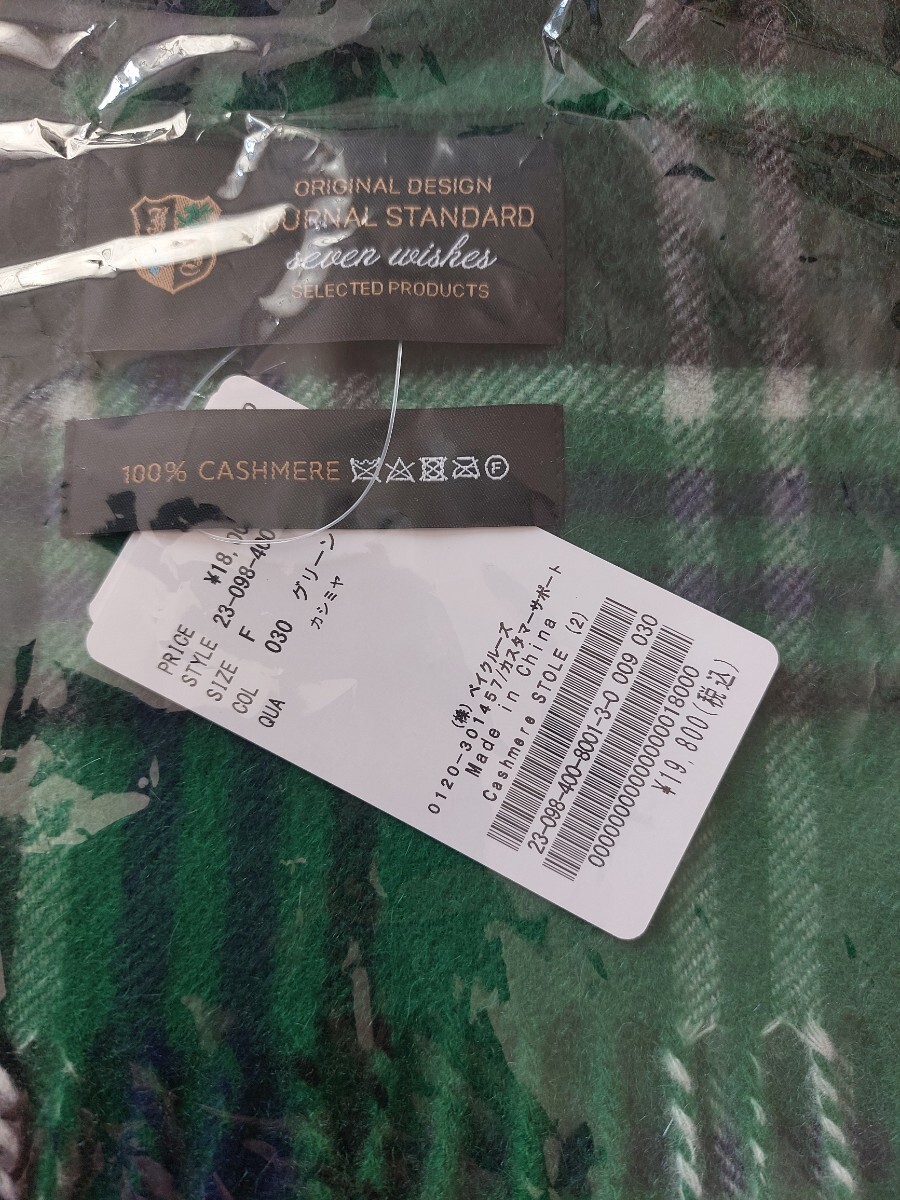 ORIGINAL DESIGN
JOURNAL STANDARD
seven wishes
SELECTED PRODUCTS
100% CASHMERE
F
PRICE ¥18,
STYLE 23-098-400
SIZE F
COL 030 グリーン
QUA カシミヤ
(株) ベイクルーズ
0120-301457/カスタマーサポート
Made in China
Cashmere STOLE (2)
23-098-400-8001-3-0 009 030
¥19,800(税込)